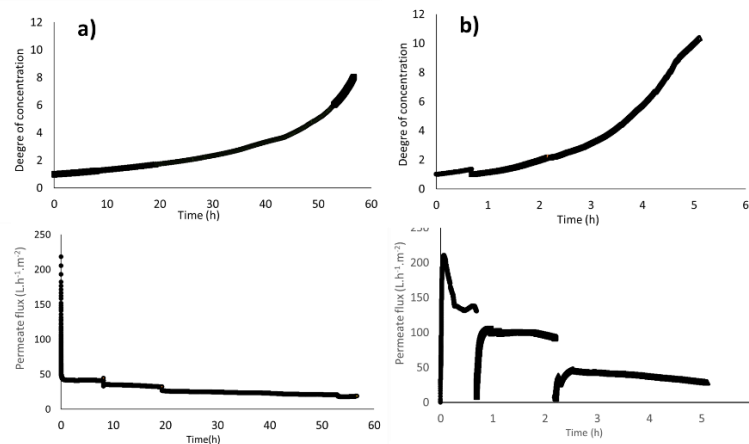 a)
Deegre of concentration
12
10
8
6
4
2
0
0 10 20 30 40 50 60
Time (h)
b)
Deegre of concentration
12
10
8
6
4
2
0
0 1 2 3 4 5 6
Time (h)
Permeate flux (L.h-1.m-2)
250
200
150
100
50
0
0 10 20 30 40 50 60
Time(h)
Permeate flux (L.h-1.m-2)
250
200
150
100
50
0
0 1 2 3 4 5
Time (h)